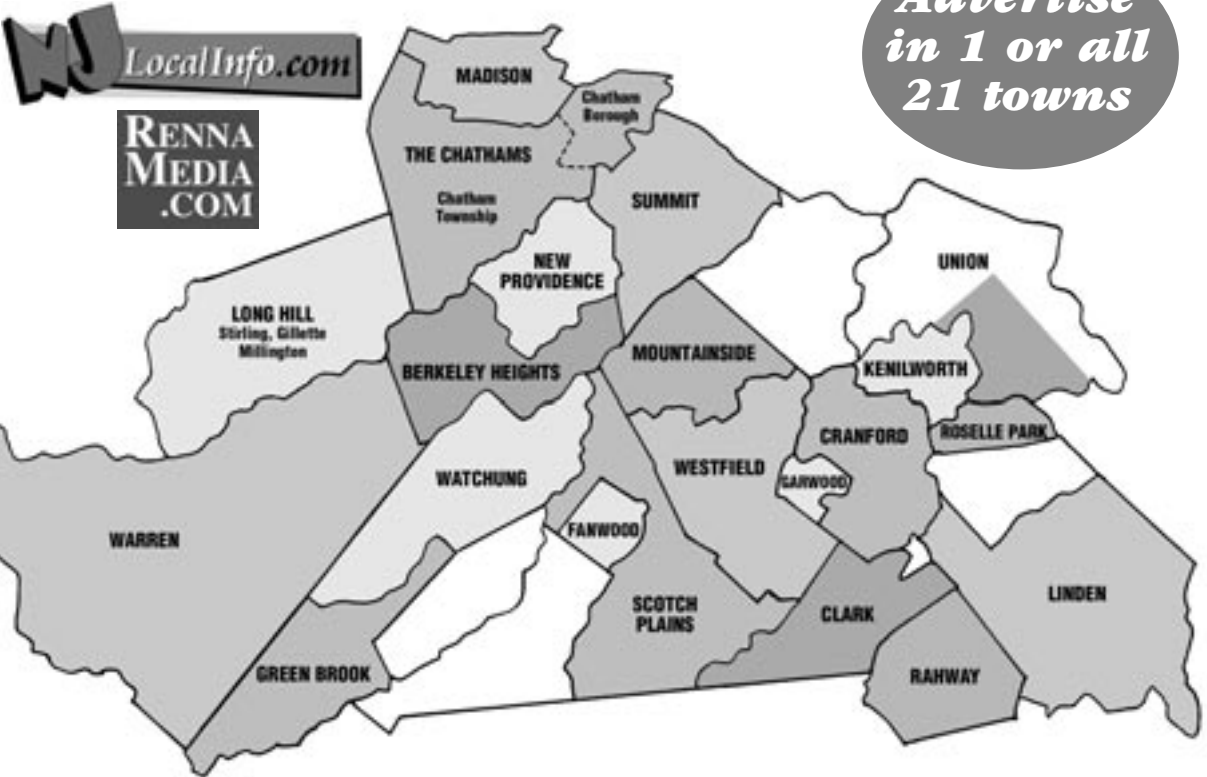 NJ LocalInfo.com
RENNA
MEDIA
.COM
Advertise
in 1 or all
21 towns
MADISON
Chatham
Borough
THE CHATHAMS
Chatham
Township
SUMMIT
NEW
PROVIDENCE
UNION
LONG HILL
Stirling, Gillette
Millington
MOUNTAINSIDE
BERKELEY HEIGHTS
KENILWORTH
CRANFORD
ROSELLE PARK
WATCHUNG
WESTFIELD
GARWOOD
WARREN
FANWOOD
LINDEN
SCOTCH
PLAINS
CLARK
GREEN BROOK
RAHWAY